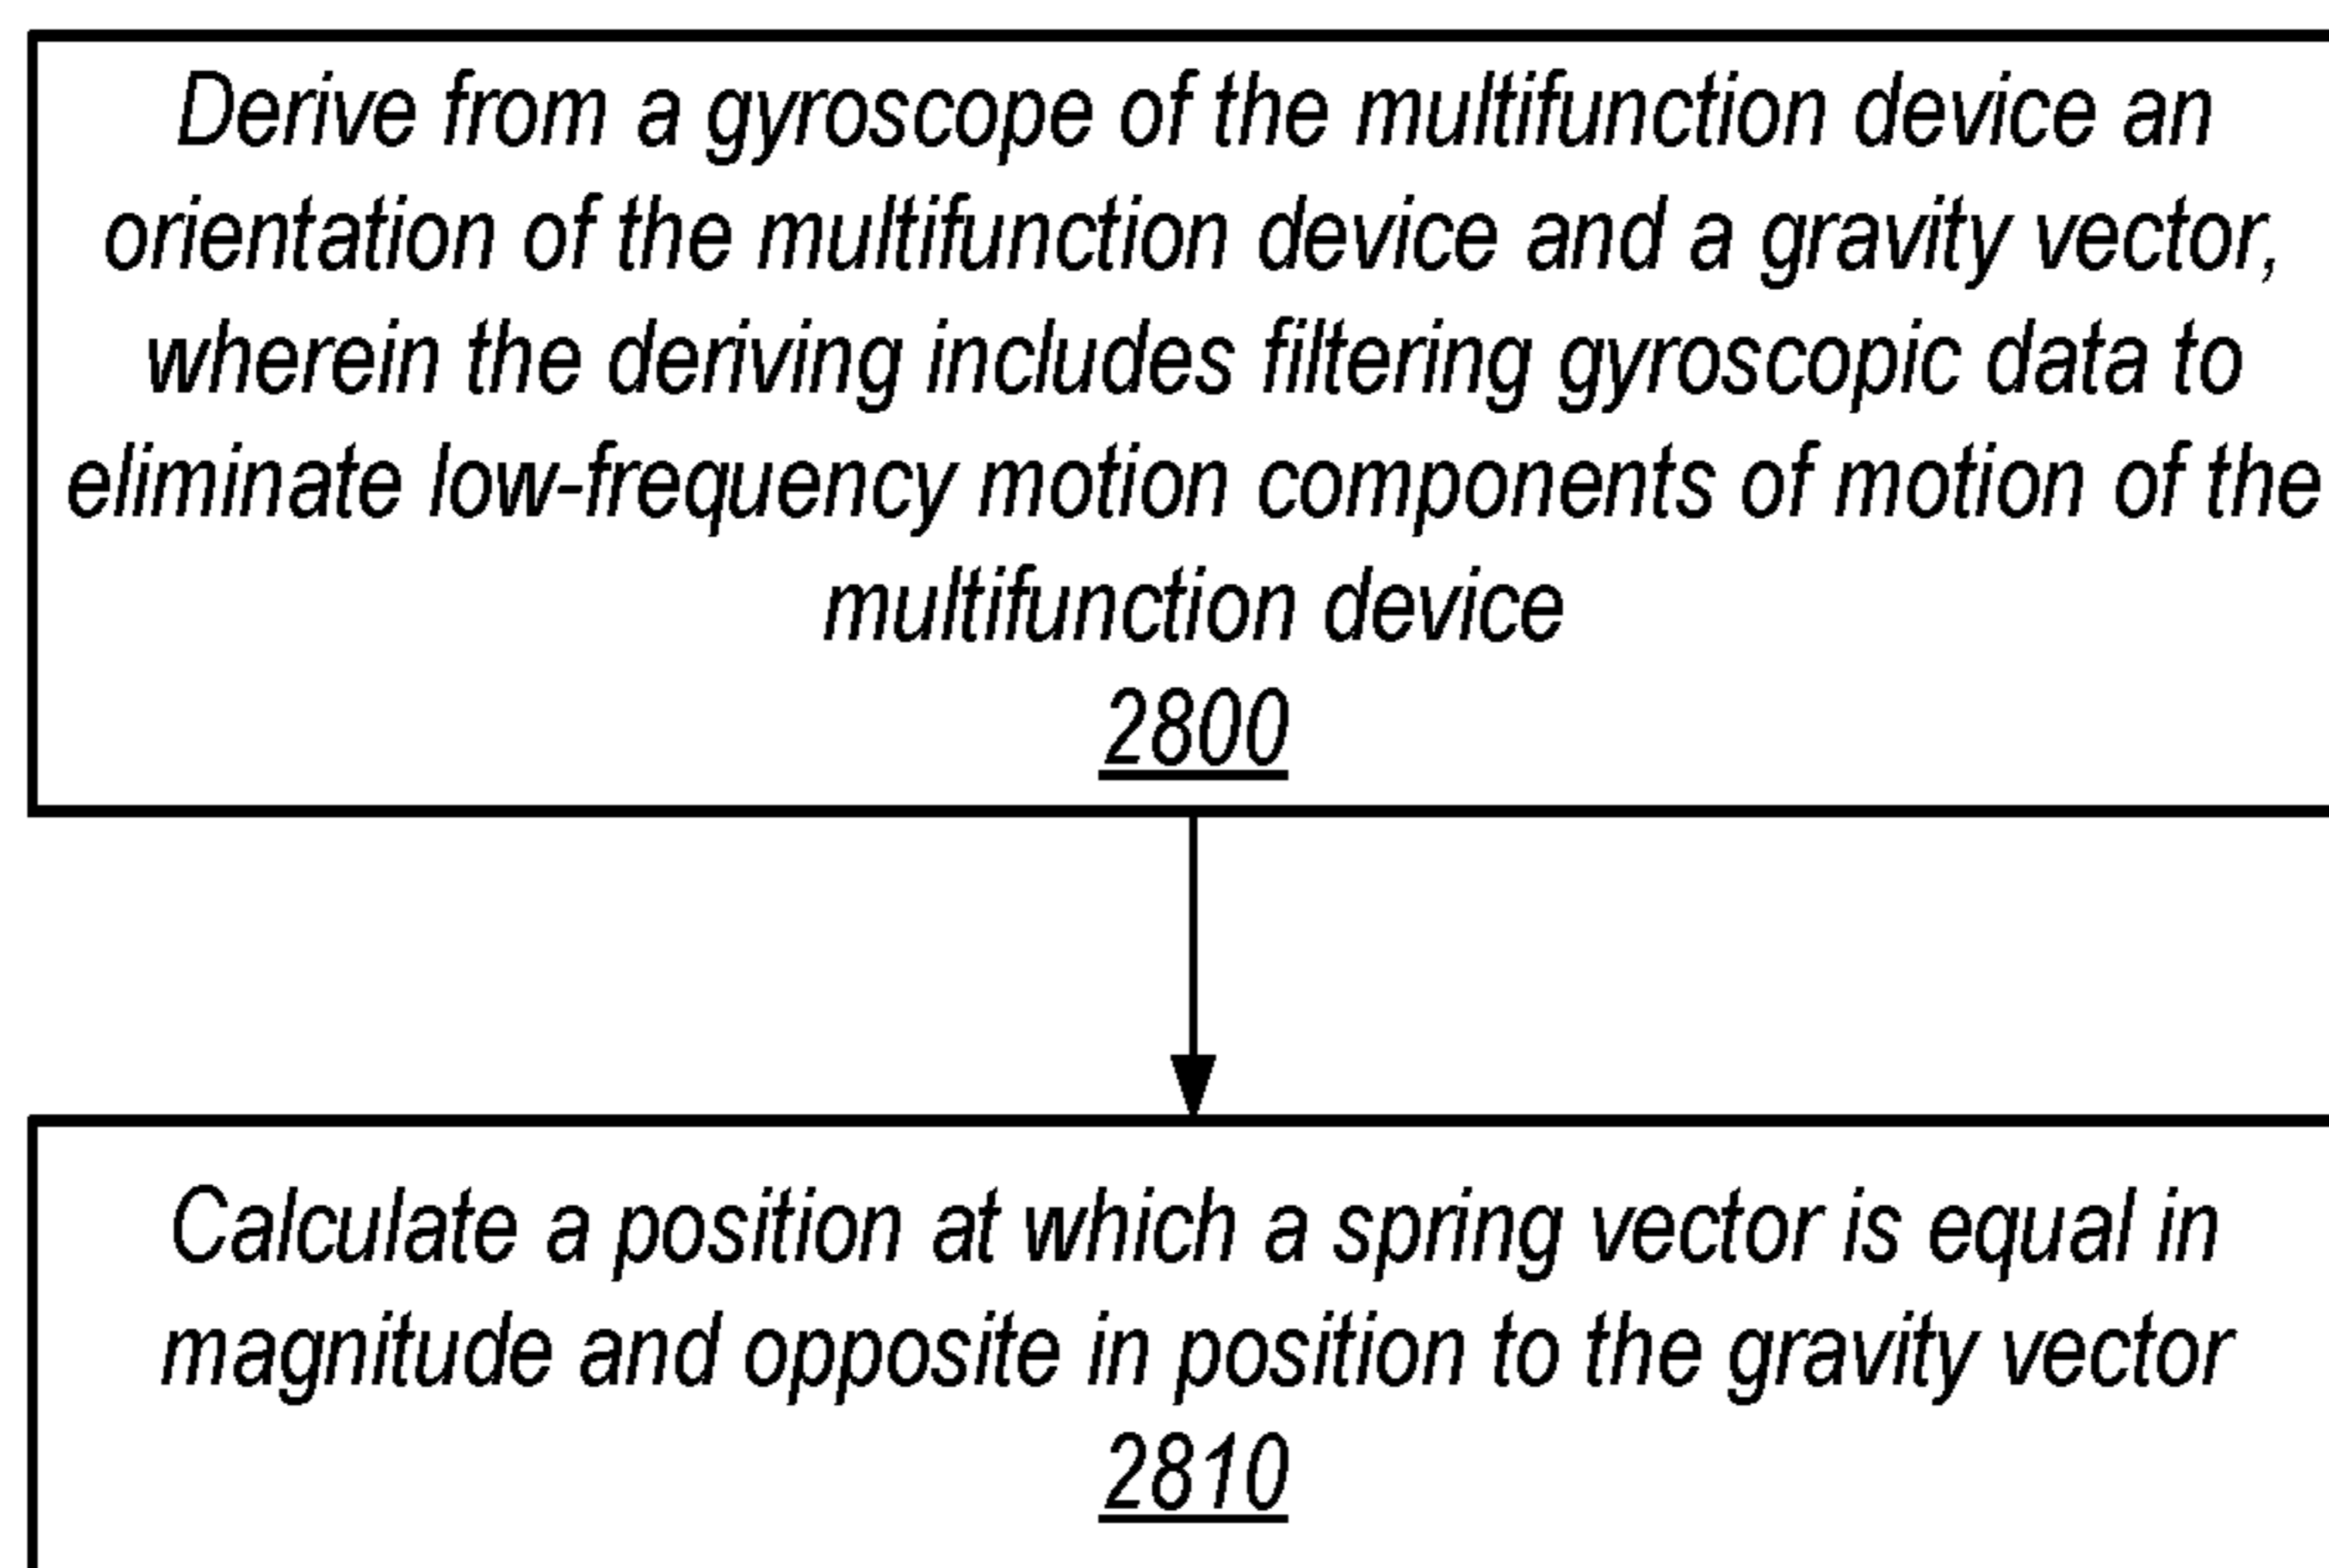 Derive from a gyroscope of the multifunction device an
orientation of the multifunction device and a gravity vector,
wherein the deriving includes filtering gyroscopic data to
eliminate low-frequency motion components of motion of the
multifunction device
2800
Calculate a position at which a spring vector is equal in
magnitude and opposite in position to the gravity vector
2810